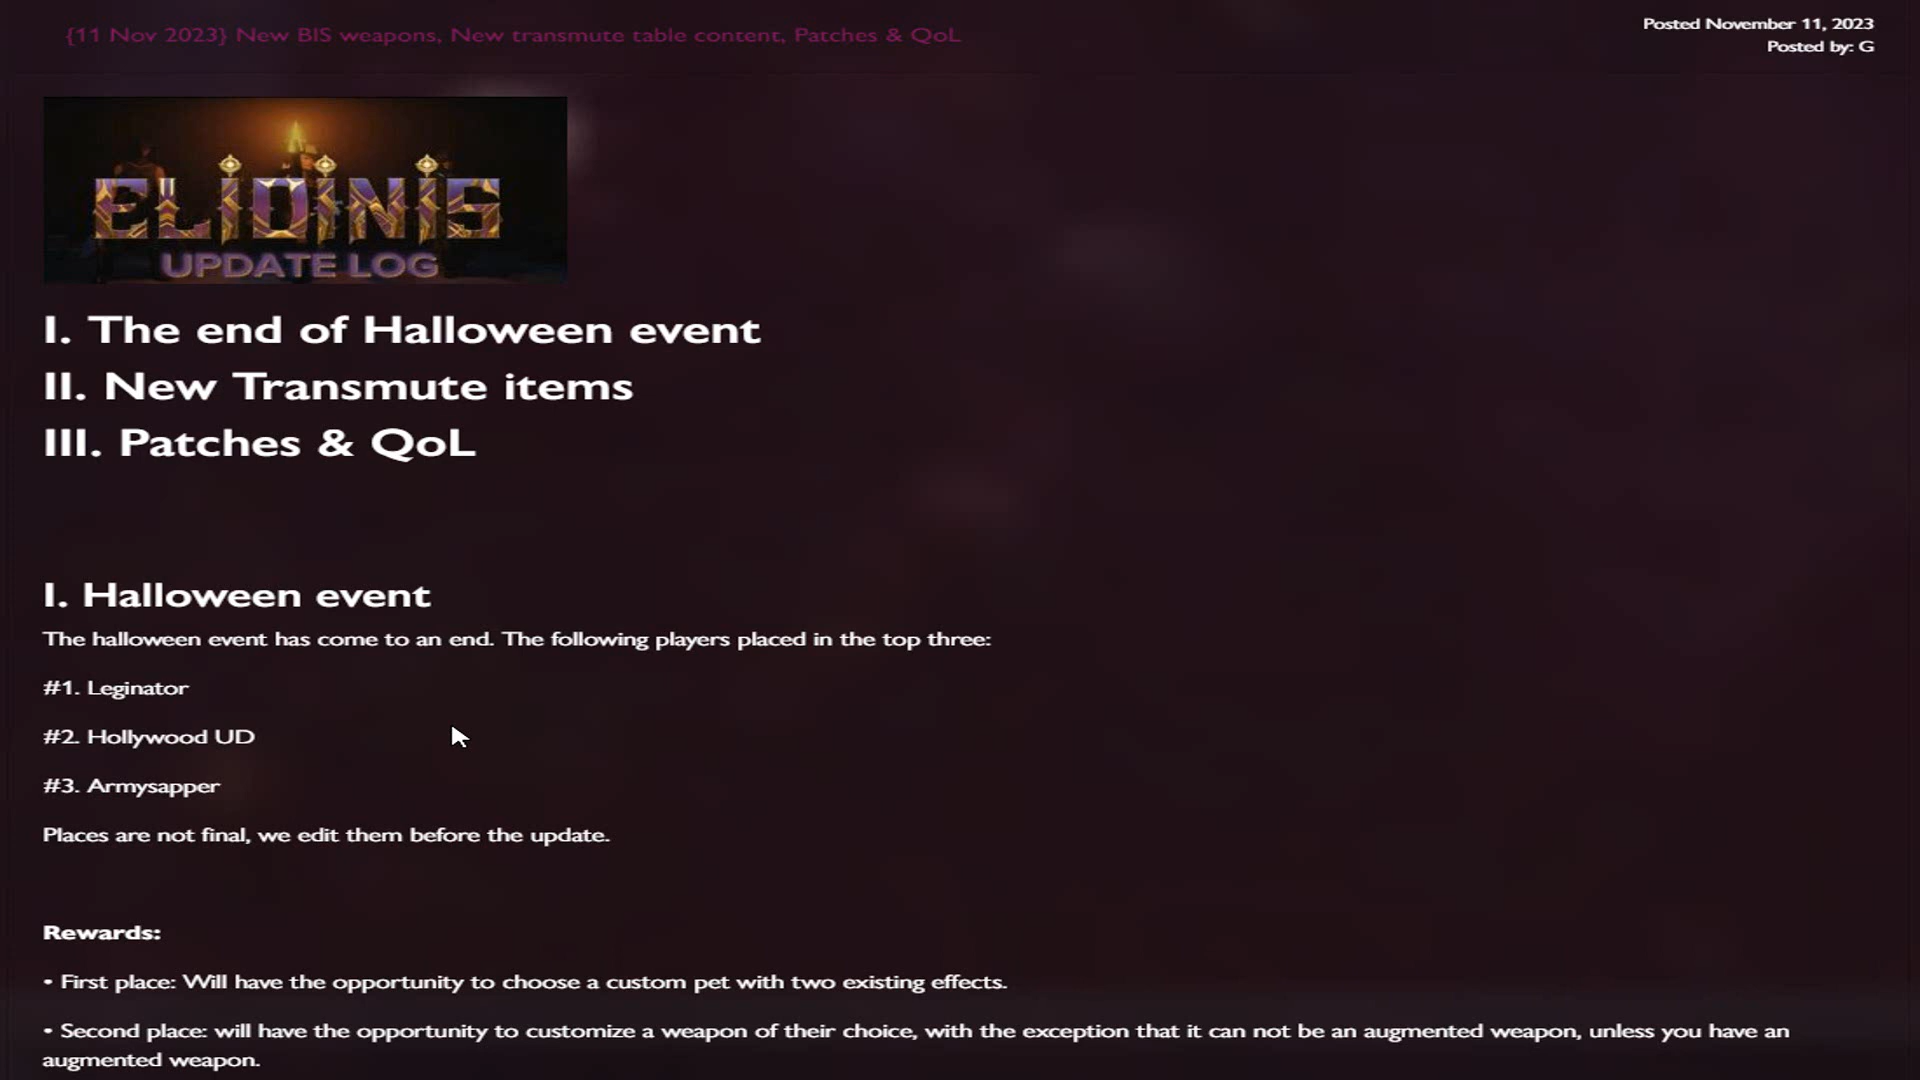 {11 Nov 2023} New BIS weapons, New transmute table content, Patches & QoL
Posted November 11, 2023
Posted by: G
ELIDINIS
UPDATE LOG
I. The end of Halloween event
II. New Transmute items
III. Patches & QoL
I. Halloween event
The halloween event has come to an end. The following players placed in the top three:
#1. Leginator
#2. Hollywood UD
#3. Armysapper
Places are not final, we edit them before the update.
Rewards:
• First place: Will have the opportunity to choose a custom pet with two existing effects.
• Second place: will have the opportunity to customize a weapon of their choice, with the exception that it can not be an augmented weapon, unless you have an
augmented weapon.